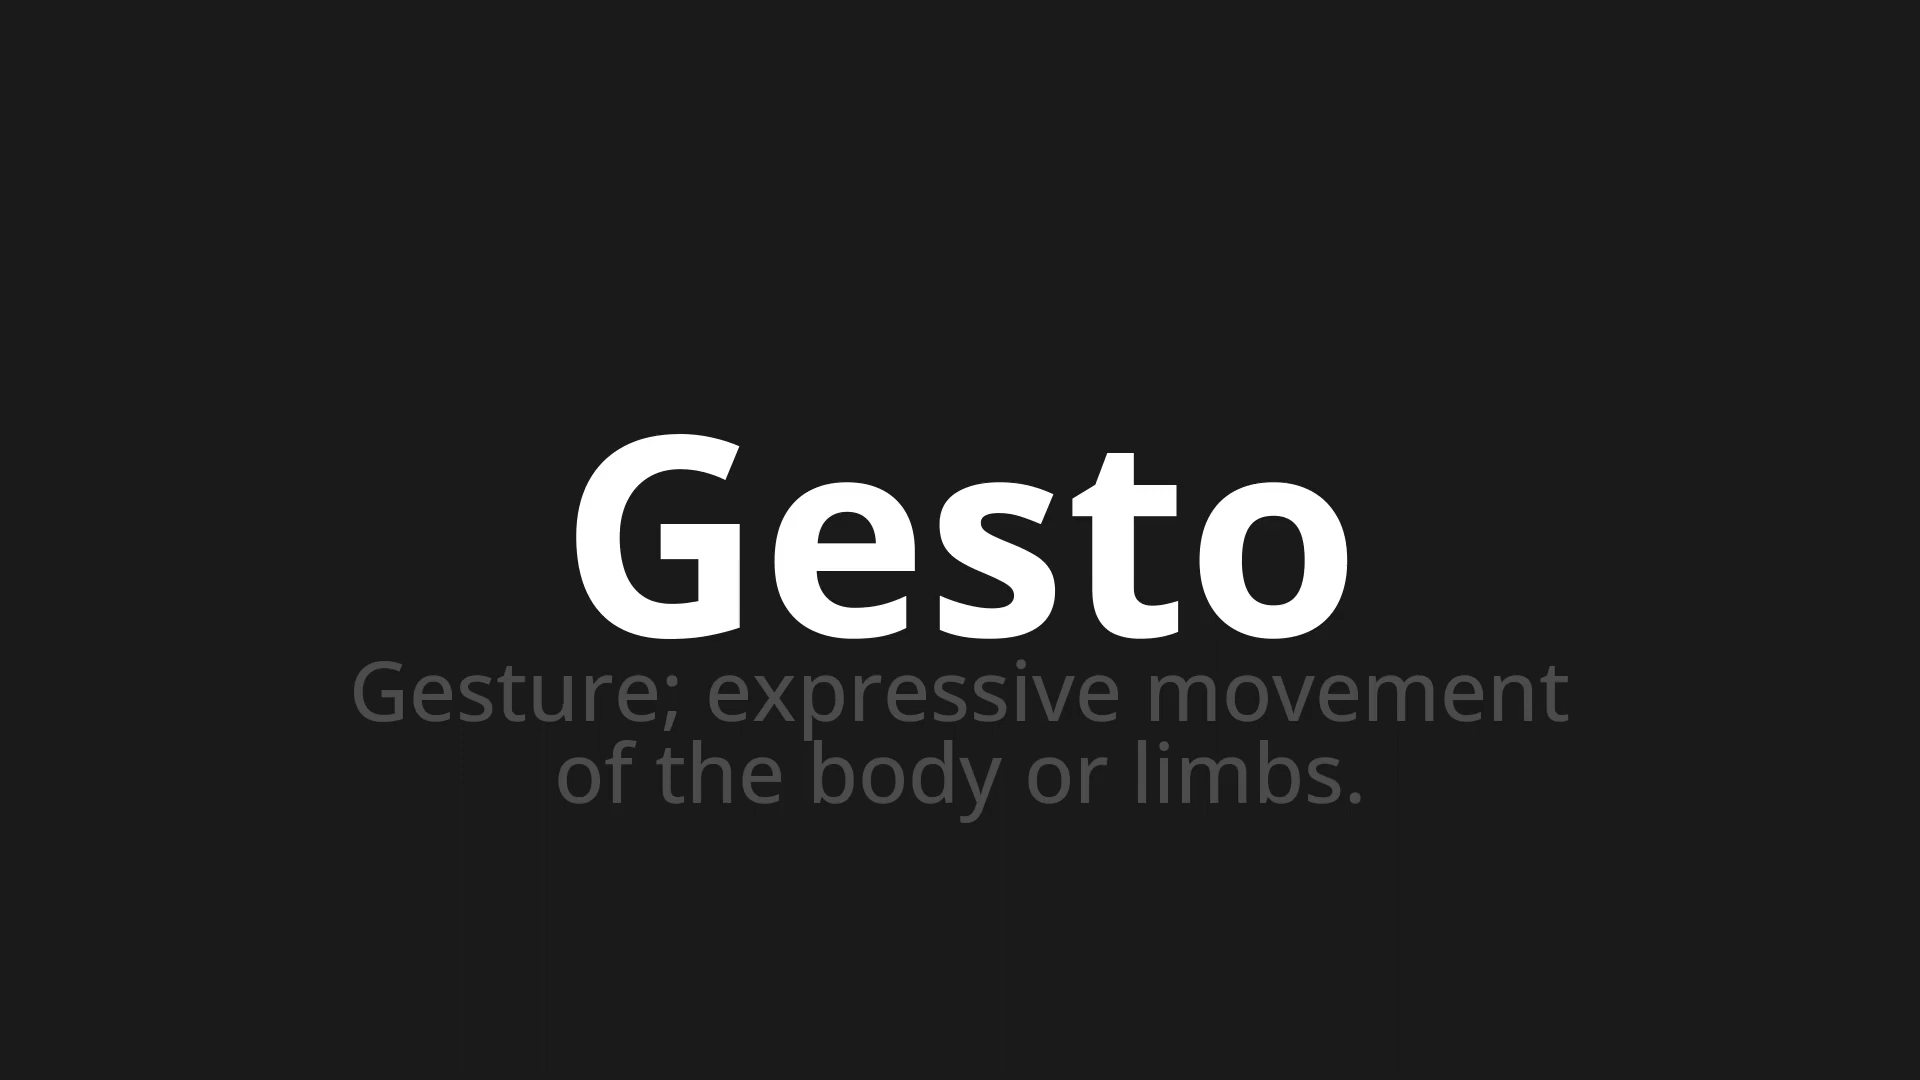 Gesto
Gesture; expressive movement
of the body or limbs.